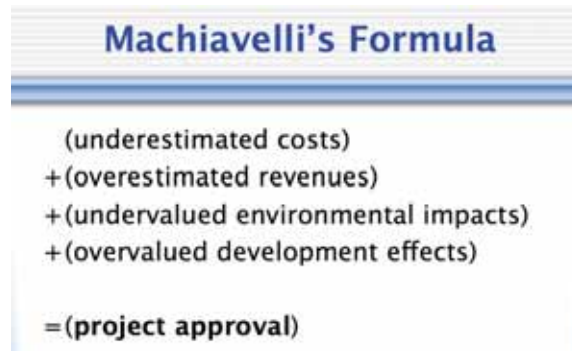 Machiavelli's Formula
(underestimated costs)
+(overestimated revenues)
+(undervalued environmental impacts)
+(overvalued development effects)
=(project approval)